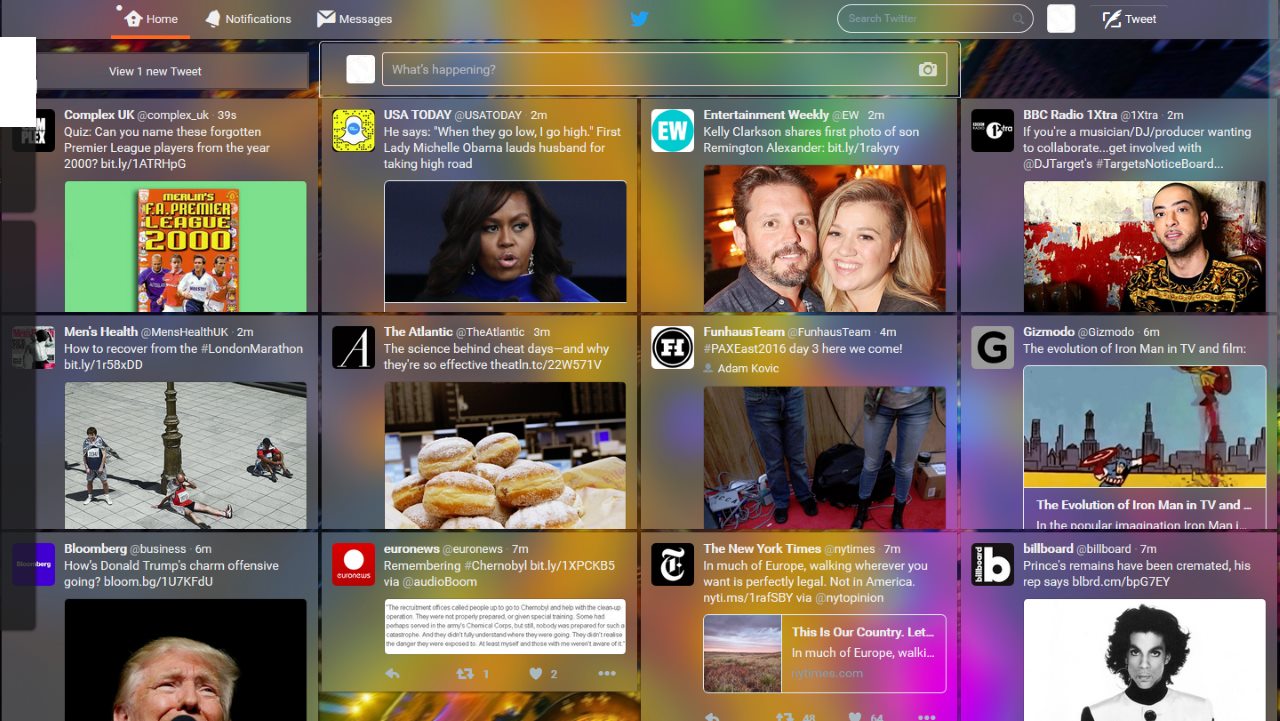 Home
Notifications
Messages
Search Twitter
Tweet
View 1 new Tweet
What's happening?
Complex UK @complex_uk · 39s
Quiz: Can you name these forgotten
Premier League players from the year
2000? bit.ly/1ATRHpG
MERLIN'S
F.A. PREMIER
LEAGUE
2000
USA TODAY @USATODAY · 2m
He says: "When they go low, I go high." First
Lady Michelle Obama lauds husband for
taking high road
EW
Entertainment Weekly @EW · 2m
Kelly Clarkson shares first photo of son
Remington Alexander: bit.ly/1rakyry
BBC Radio 1Xtra @1Xtra · 2m
If you're a musician/DJ/producer wanting
to collaborate...get involved with
@DJTarget's #TargetsNoticeBoard...
Men's Health @MensHealthUK · 2m
How to recover from the #LondonMarathon
bit.ly/1r58xDD
A
The Atlantic @TheAtlantic · 3m
The science behind cheat days—and why
they're so effective theatln.tc/22W571V
FunhausTeam @FunhausTeam · 4m
#PAXEast2016 day 3 here we come!
Adam Kovic
G
Gizmodo @Gizmodo · 6m
The evolution of Iron Man in TV and film:
The Evolution of Iron Man in TV and ...
In the popular imagination Iron Man i...
Bloomberg
Bloomberg @business · 6m
How's Donald Trump's charm offensive
going? bloom.bg/1U7KFdU
euronews
euronews @euronews · 7m
Remembering #Chernobyl bit.ly/1XPCKB5
via @audioBoom
"The recruitment offices called people up to go to Chernobyl and help with the clean-up
operation. They were not properly prepared, or given special training. Some had
perhaps served in the army's Chemical Corps, but still, nobody was prepared for such a
catastrophe. And they didn't fully understand where they were going. They didn't realise
the danger they were exposed to. At least myself and those with me weren't aware of it."
1
2
The New York Times @nytimes · 7m
In much of Europe, walking wherever you
want is perfectly legal. Not in America.
nyti.ms/1rafSBY via @nytopinion
This Is Our Country. Let...
In much of Europe, walki...
nytimes.com
48
64
billboard
billboard @billboard · 7m
Prince's remains have been cremated, his
rep says blbrd.cm/bpG7EY